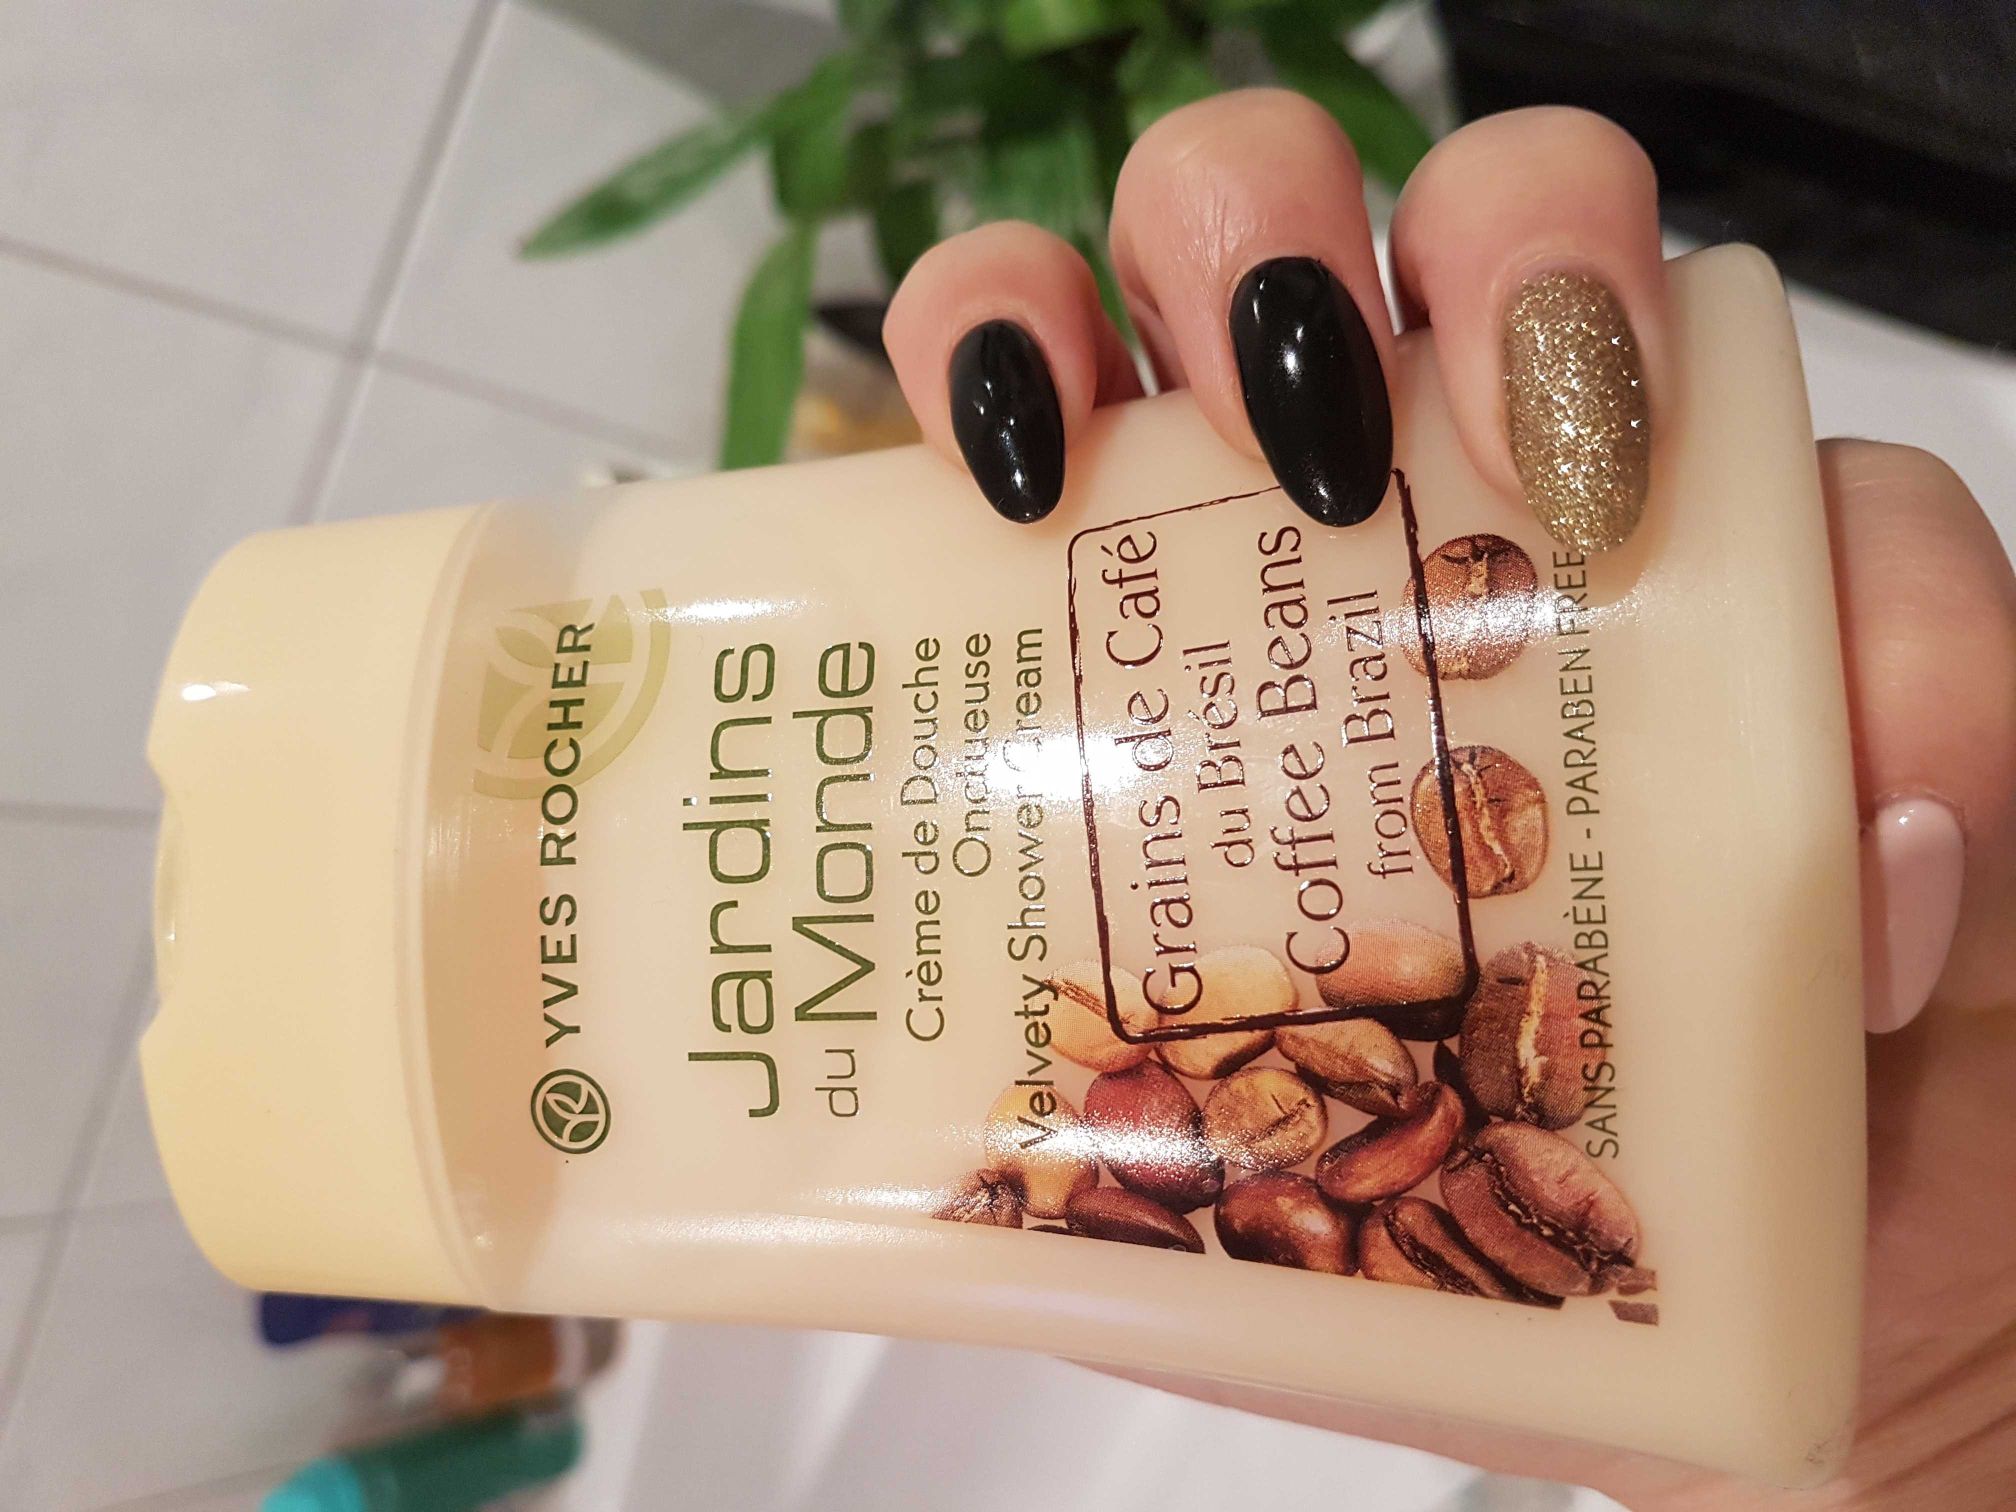 YVES ROCHER
Jardins
du Monde
Crème de Douche
Onctueuse
Velvety Shower Cream
Grains de Café
du Brésil
Coffee Beans
from Brazil
SANS PARABÈNE - PARABEN FREE